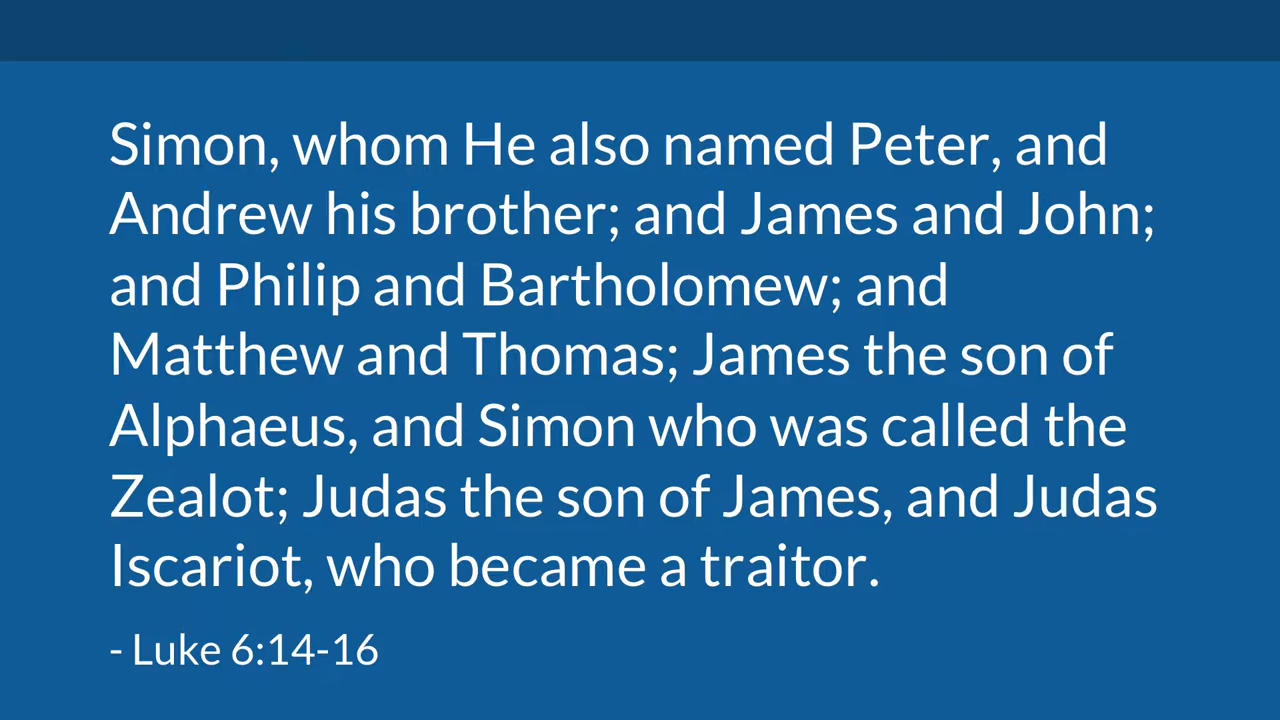 Simon, whom He also named Peter, and
Andrew his brother; and James and John;
and Philip and Bartholomew; and
Matthew and Thomas; James the son of
Alphaeus, and Simon who was called the
Zealot; Judas the son of James, and Judas
Iscariot, who became a traitor.
- Luke 6:14-16